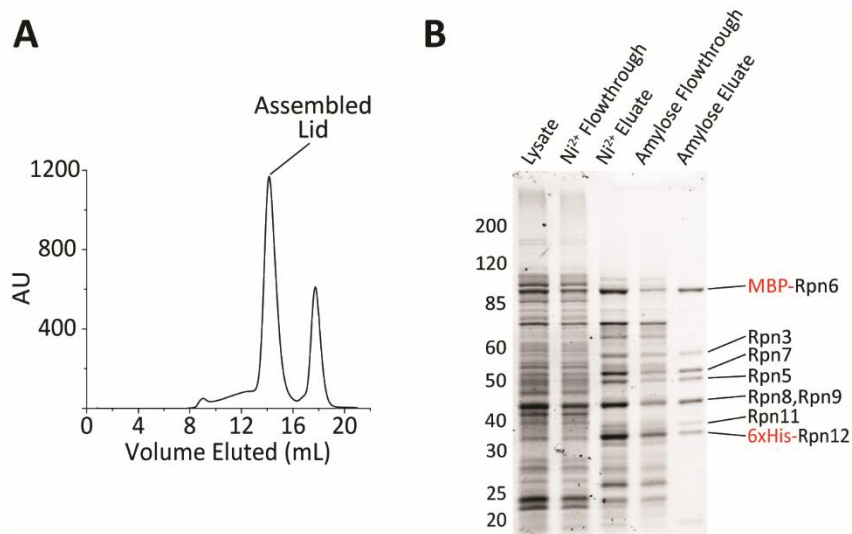 A
Assembled
Lid
1200
800
400
AU
8
12
16
20
0
4
Volume Eluted (mL)
B
Lysate
Ni²⁺ Flowthrough
Ni²⁺ Eluate
Amylose Flowthrough
Amylose Eluate
200
120
85
60
50
40
30
25
20
MBP-Rpn6
Rpn3
Rpn7
Rpn5
Rpn8,Rpn9
Rpn11
6xHis-Rpn12